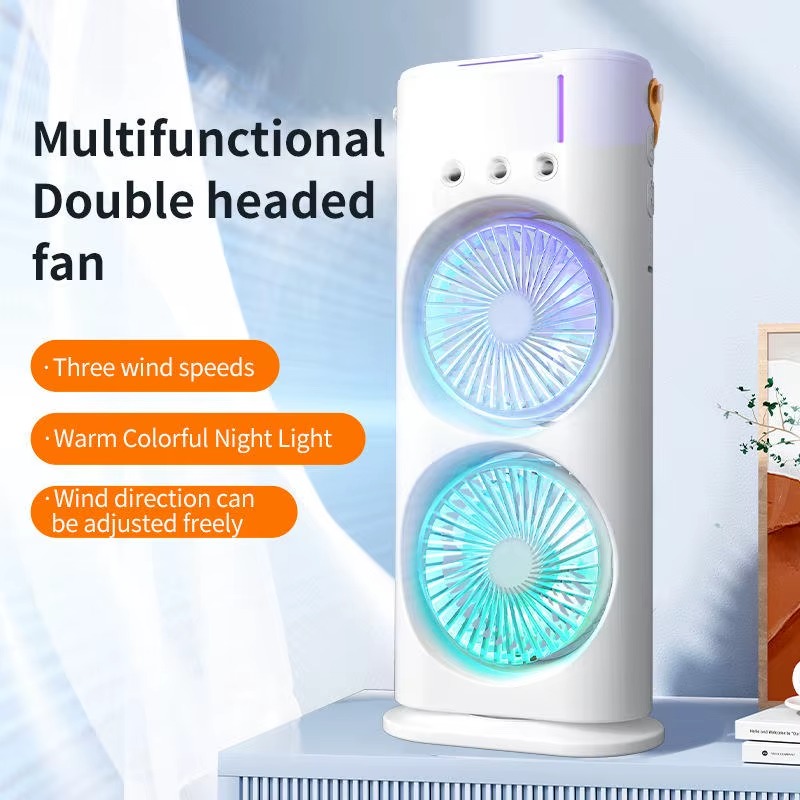 Multifunctional
Double headed
fan
·Three wind speeds
·Warm Colorful Night Light
·Wind direction can
be adjusted freely